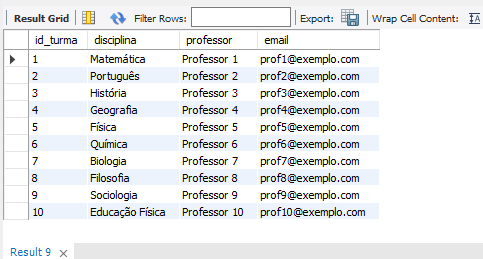 Result Grid Filter Rows: Export: Wrap Cell Content:
id_turma disciplina professor email
1 Matemática Professor 1 prof1@exemplo.com
2 Português Professor 2 prof2@exemplo.com
3 História Professor 3 prof3@exemplo.com
4 Geografia Professor 4 prof4@exemplo.com
5 Física Professor 5 prof5@exemplo.com
6 Química Professor 6 prof6@exemplo.com
7 Biologia Professor 7 prof7@exemplo.com
8 Filosofia Professor 8 prof8@exemplo.com
9 Sociologia Professor 9 prof9@exemplo.com
10 Educação Física Professor 10 prof10@exemplo.com
Result 9